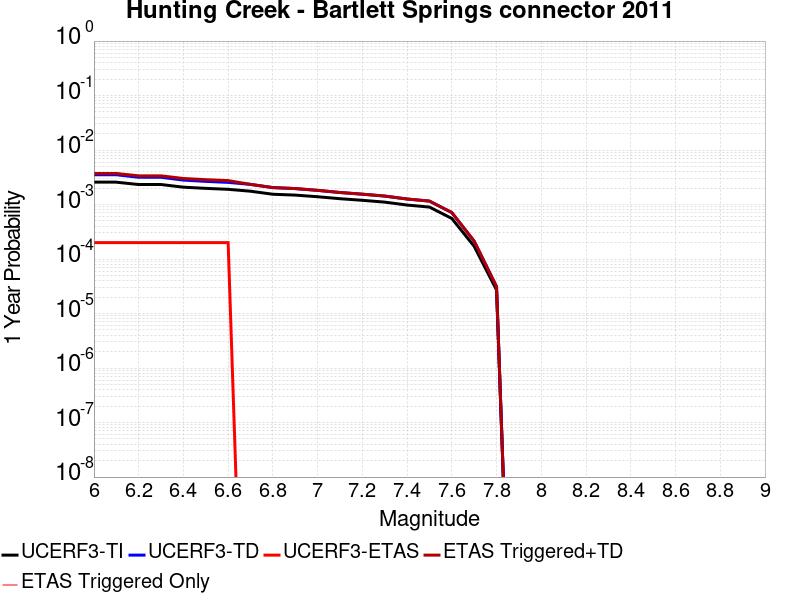 Hunting Creek - Bartlett Springs connector 2011
10^0
10^-1
10^-2
10^-3
10^-4
10^-5
10^-6
10^-7
10^-8
1 Year Probability
6 6.2 6.4 6.6 6.8 7 7.2 7.4 7.6 7.8 8 8.2 8.4 8.6 8.8 9
Magnitude
UCERF3-TI UCERF3-TD UCERF3-ETAS ETAS Triggered+TD
ETAS Triggered Only